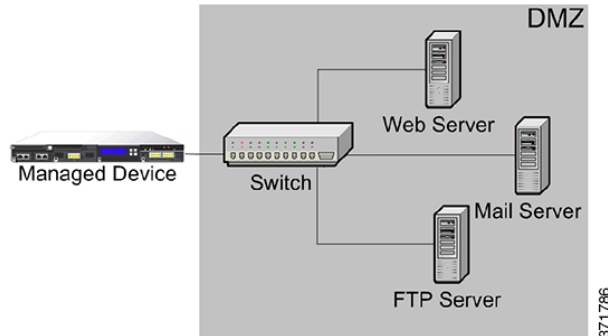 DMZ
Web Server
Managed Device
Switch
Mail Server
FTP Server
371786